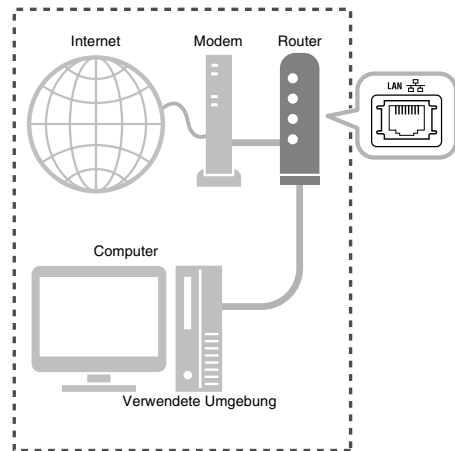 Internet
Modem
Router
LAN
Computer
Verwendete Umgebung